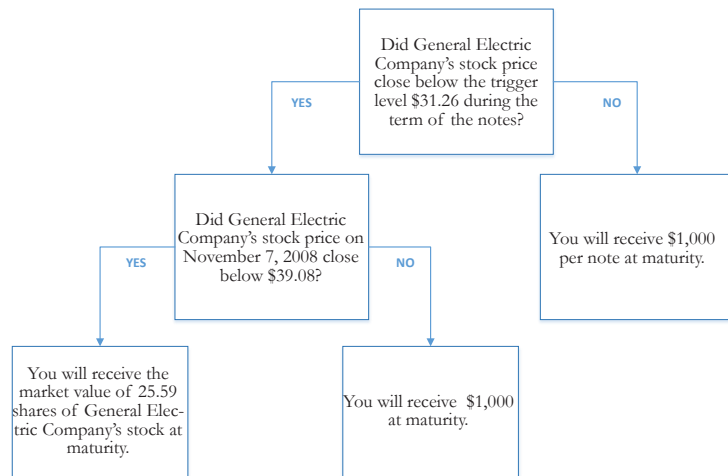 Did General Electric
Company's stock price
close below the trigger
level $31.26 during the
term of the notes?
YES
NO
Did General Electric
Company's stock price on
November 7, 2008 close
below $39.08?
You will receive $1,000
per note at maturity.
YES
NO
You will receive the
market value of 25.59
shares of General Elec-
tric Company's stock at
maturity.
You will receive $1,000
at maturity.